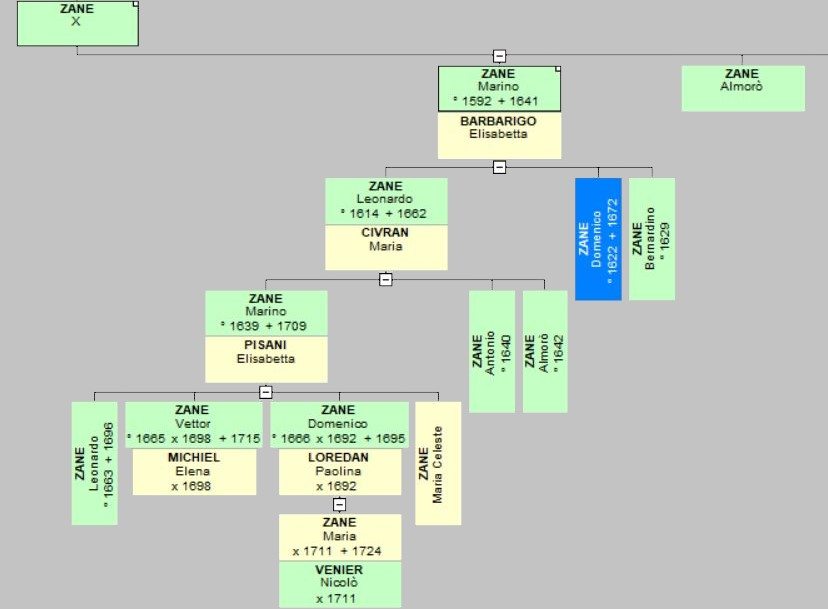 ZANE
X
ZANE
Marino
° 1592 + 1641
BARBARIGO
Elisabetta
ZANE
Almorò
ZANE
Leonardo
° 1614 + 1662
CIVRAN
Maria
ZANE
Domenico
° 1622 + 1672
ZANE
Bernardino
° 1629
ZANE
Marino
° 1639 + 1709
PISANI
Elisabetta
ZANE
Antonio
° 1640
ZANE
Almorò
° 1642
ZANE
Leonardo
° 1663 + 1696
ZANE
Vettor
° 1665 x 1698 + 1715
MICHIEL
Elena
x 1698
ZANE
Domenico
° 1666 x 1692 + 1695
LOREDAN
Paolina
x 1692
ZANE
Maria Celeste
ZANE
Maria
x 1711 + 1724
VENIER
Nicolò
x 1711